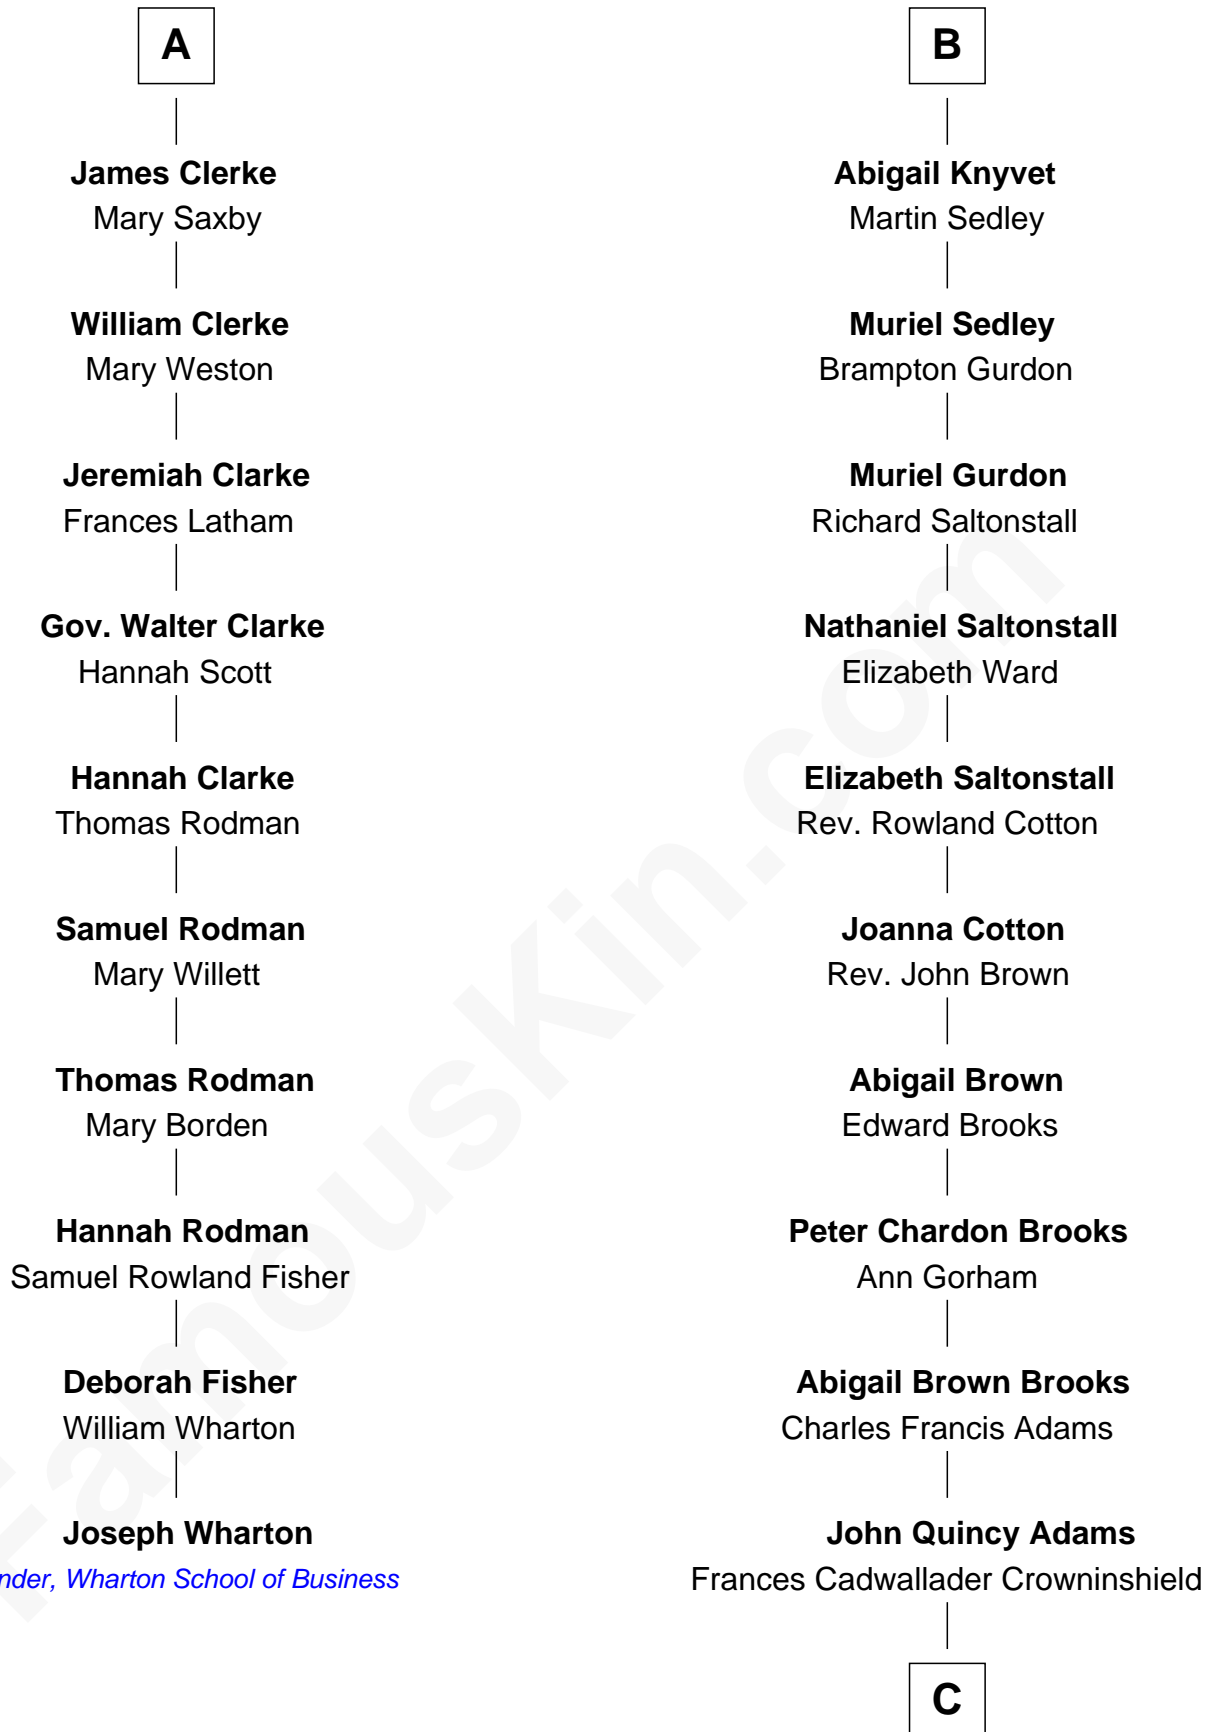 A
James Clerke
Mary Saxby
William Clerke
Mary Weston
Jeremiah Clarke
Frances Latham
Gov. Walter Clarke
Hannah Scott
Hannah Clarke
Thomas Rodman
Samuel Rodman
Mary Willett
Thomas Rodman
Mary Borden
Hannah Rodman
Samuel Rowland Fisher
Deborah Fisher
William Wharton
Joseph Wharton
nder, Wharton School of Business
B
Abigail Knyvet
Martin Sedley
Muriel Sedley
Brampton Gurdon
Muriel Gurdon
Richard Saltonstall
Nathaniel Saltonstall
Elizabeth Ward
Elizabeth Saltonstall
Rev. Rowland Cotton
Joanna Cotton
Rev. John Brown
Abigail Brown
Edward Brooks
Peter Chardon Brooks
Ann Gorham
Abigail Brown Brooks
Charles Francis Adams
John Quincy Adams
Frances Cadwallader Crowninshield
C
FamousKin.com